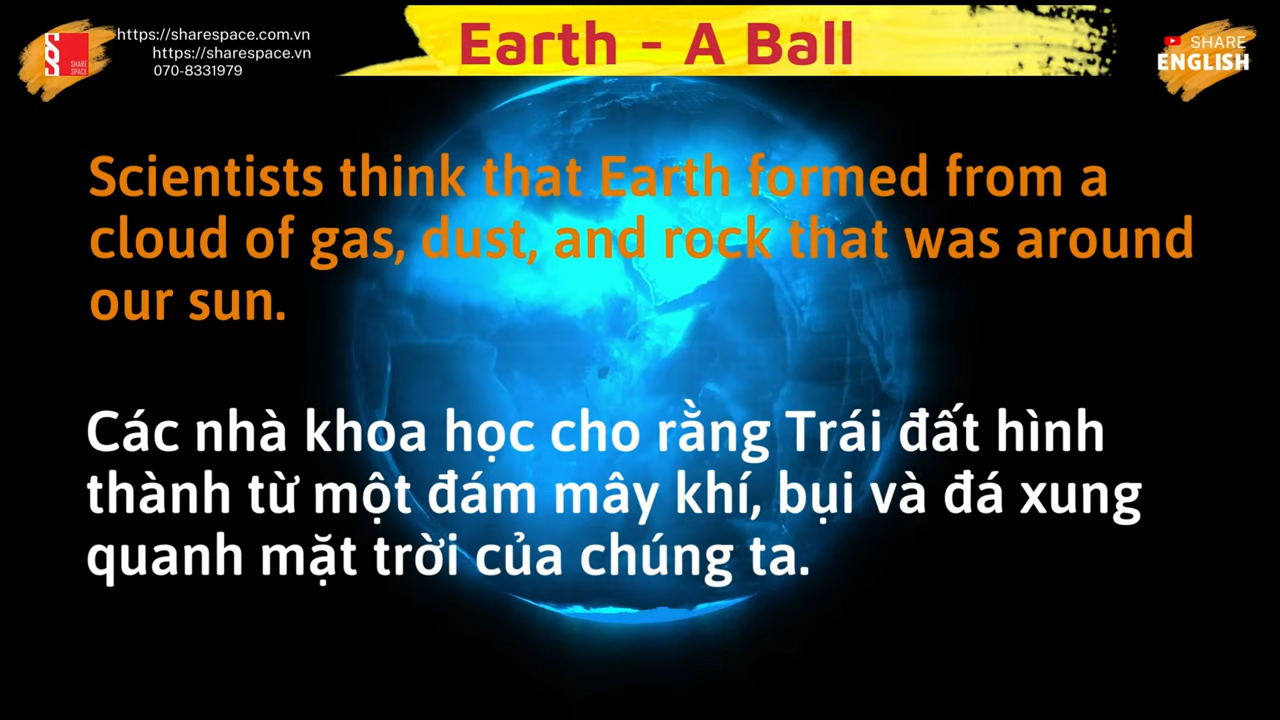 https://sharespace.com.vn
https://sharespace.vn
070-8331979
SHARE
SPACE
Earth - A Ball
SHARE
ENGLISH
Scientists think that Earth formed from a
cloud of gas, dust, and rock that was around
our sun.
Các nhà khoa học cho rằng Trái đất hình
thành từ một đám mây khí, bụi và đá xung
quanh mặt trời của chúng ta.